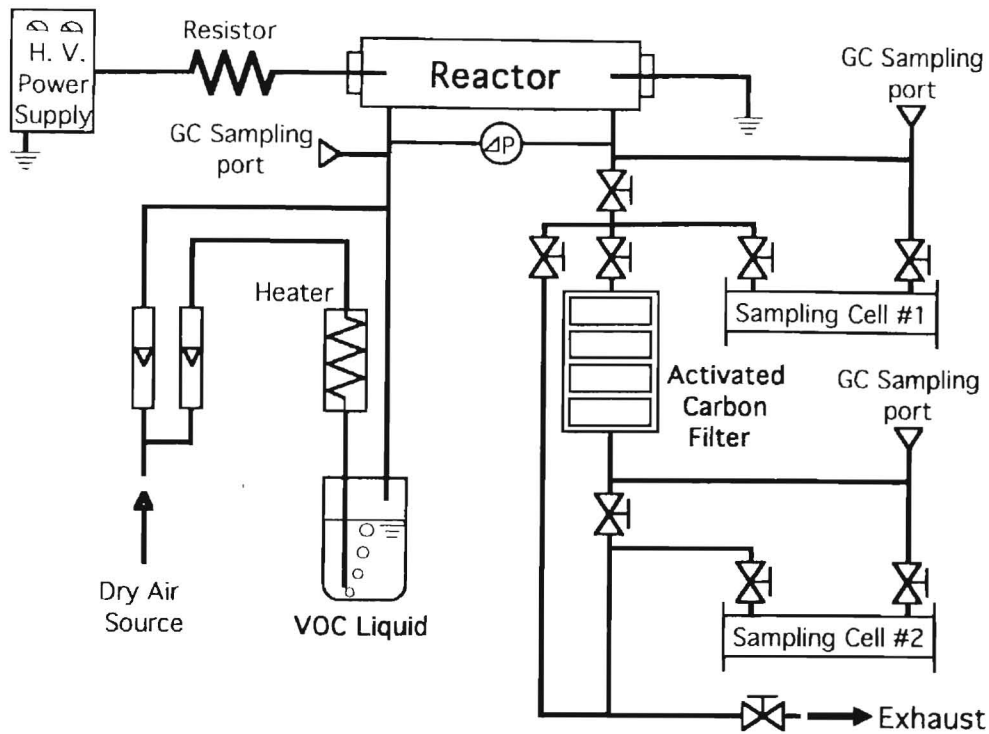 H. V.
Power
Supply
Resistor
Reactor
GC Sampling
port
GC Sampling
port
⊿P
Heater
Sampling Cell #1
Activated
Carbon
Filter
GC Sampling
port
Dry Air
Source
VOC Liquid
Sampling Cell #2
Exhaust